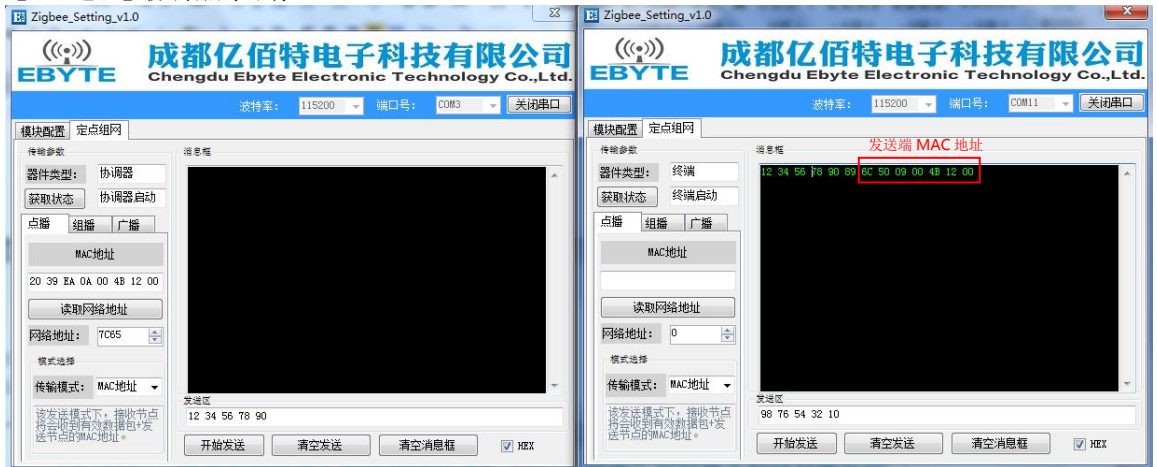 Zigbee_Setting_v1.0
EBYTE
成都亿佰特电子科技有限公司
Chengdu Ebyte Electronic Technology Co.,Ltd.
波特率: 115200 端口号: COM3 关闭串口
模块配置 定点组网
传输参数
器件类型: 协调器
获取状态 协调器启动
点播 组播 广播
MAC地址
20 39 EA 0A 00 4B 12 00
读取网络地址
网络地址: 7C65
模式选择
传输模式: MAC地址
该发送模式下，接收节点
将会收到有效数据包+发
送节点的MAC地址。
消息框
发送区
12 34 56 78 90
开始发送 清空发送 清空消息框 HEX
Zigbee_Setting_v1.0
EBYTE
成都亿佰特电子科技有限公司
Chengdu Ebyte Electronic Technology Co.,Ltd.
波特率: 115200 端口号: COM11 关闭串口
模块配置 定点组网
传输参数
器件类型: 终端
获取状态 终端启动
点播 组播 广播
MAC地址
读取网络地址
网络地址: 0
模式选择
传输模式: MAC地址
该发送模式下，接收节点
将会收到有效数据包+发
送节点的MAC地址。
消息框
发送端 MAC 地址
12 34 56 78 90 89 6C 50 09 00 4B 12 00
发送区
98 76 54 32 10
开始发送 清空发送 清空消息框 HEX